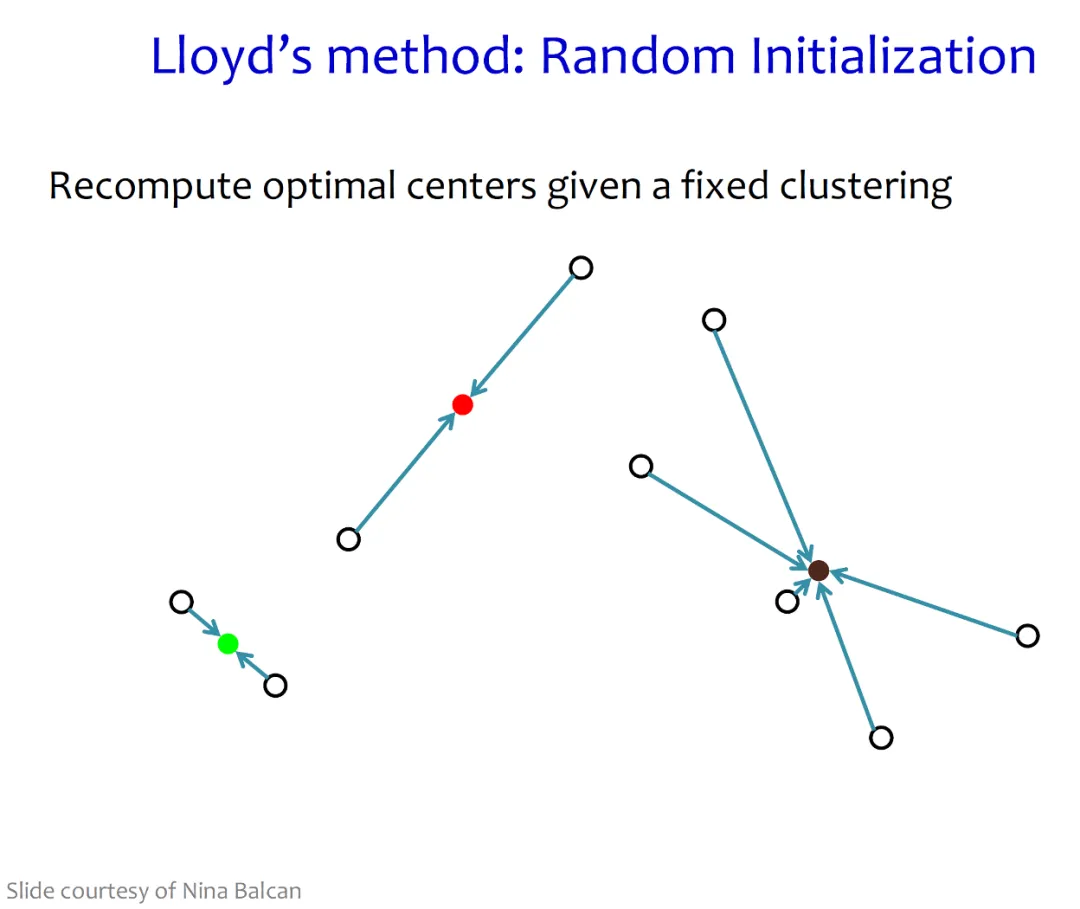 Lloyd’s method: Random Initialization
Recompute optimal centers given a fixed clustering
Slide courtesy of Nina Balcan